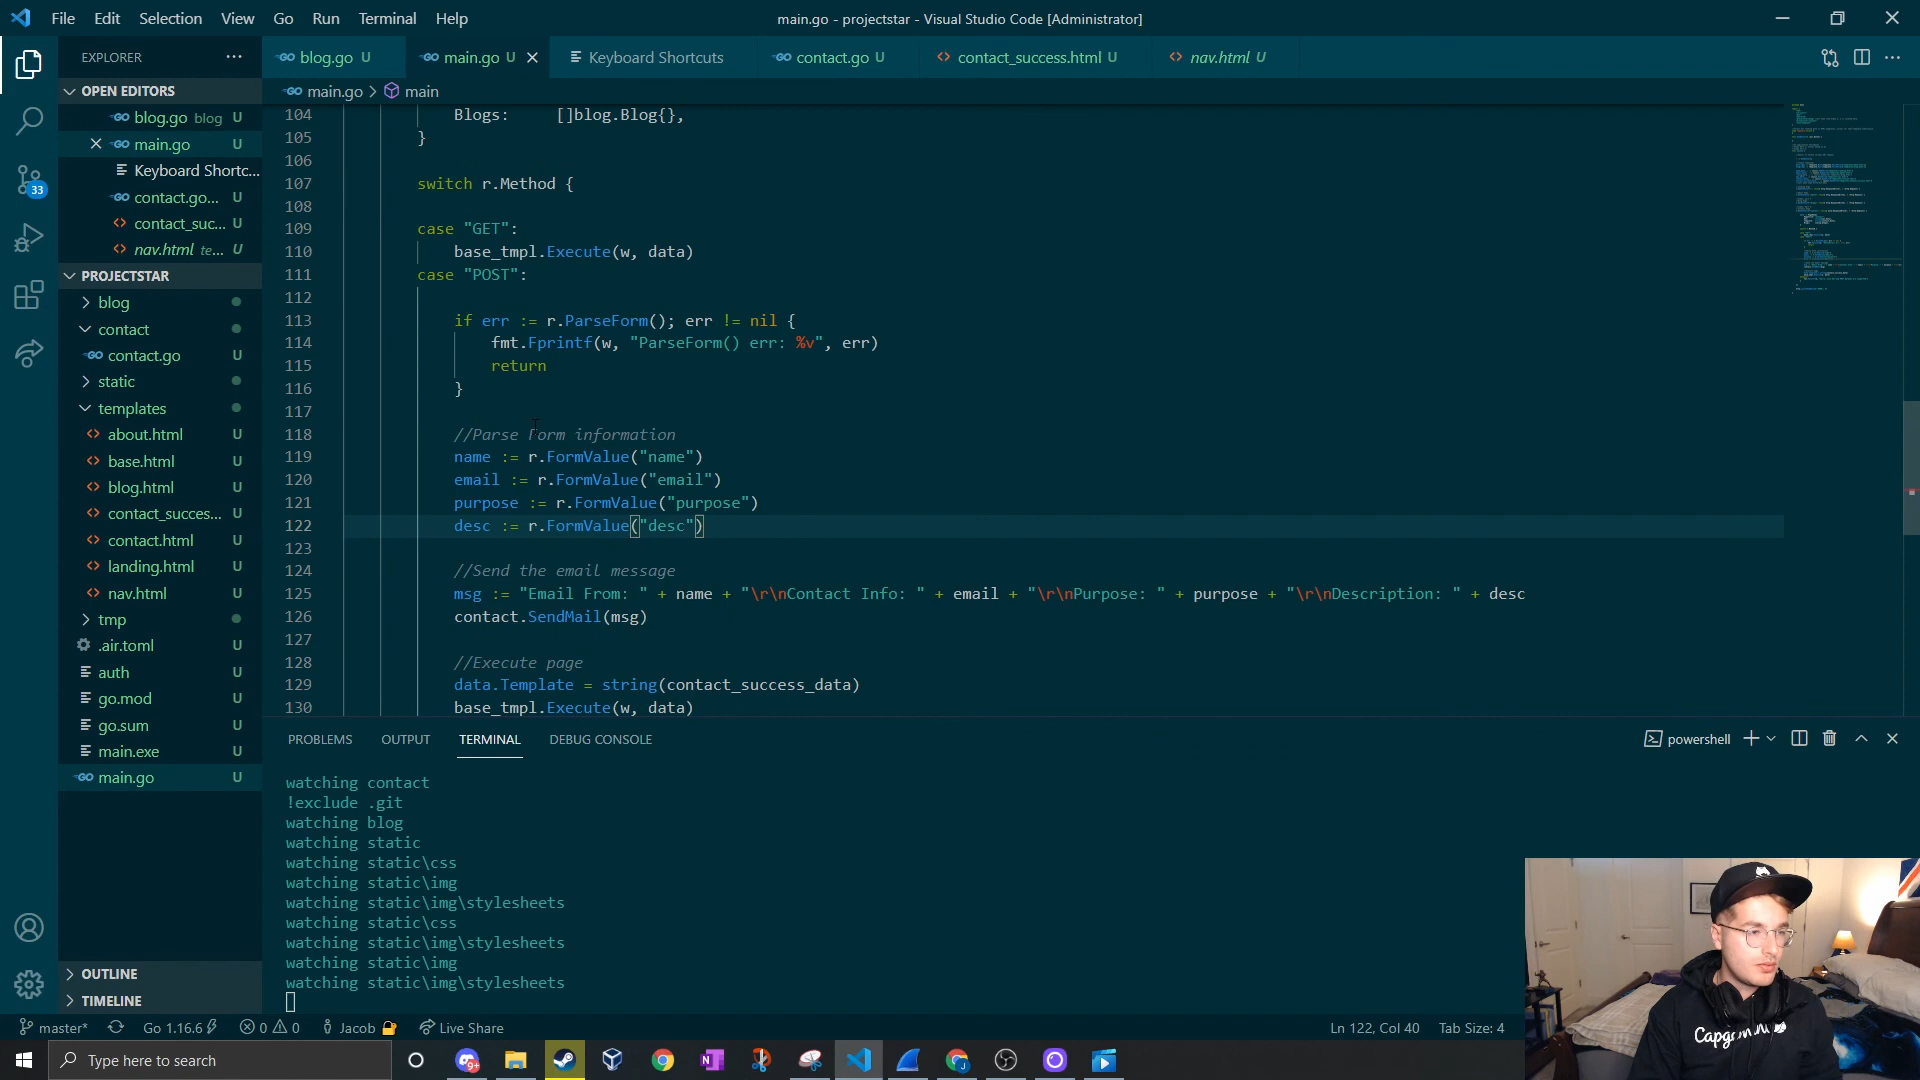 File Edit Selection View Go Run Terminal Help
main.go - projectstar - Visual Studio Code [Administrator]
EXPLORER
blog.go U
main.go U
Keyboard Shortcuts
contact.go U
contact_success.html U
nav.html U
OPEN EDITORS
blog.go blog U
main.go U
Keyboard Shortc...
contact.go... U
contact_suc... U
nav.html te... U
PROJECTSTAR
blog
contact
contact.go U
static
templates
about.html U
base.html U
blog.html U
contact_succes... U
contact.html U
landing.html U
nav.html U
tmp
.air.toml U
auth U
go.mod U
go.sum U
main.exe U
main.go U
OUTLINE
TIMELINE
33
main.go > main
104 Blogs: []blog.Blog{},
105 }
106
107 switch r.Method {
108
109 case "GET":
110 base_tmpl.Execute(w, data)
111 case "POST":
112
113 if err := r.ParseForm(); err != nil {
114 fmt.Fprintf(w, "ParseForm() err: %v", err)
115 return
116 }
117
118 //Parse form information
119 name := r.FormValue("name")
120 email := r.FormValue("email")
121 purpose := r.FormValue("purpose")
122 desc := r.FormValue("desc")
123
124 //Send the email message
125 msg := "Email From: " + name + "\r\nContact Info: " + email + "\r\nPurpose: " + purpose + "\r\nDescription: " + desc
126 contact.SendMail(msg)
127
128 //Execute page
129 data.Template = string(contact_success_data)
130 base_tmpl.Execute(w, data)
PROBLEMS OUTPUT TERMINAL DEBUG CONSOLE
powershell
watching contact
!exclude .git
watching blog
watching static
watching static\css
watching static\img
watching static\img\stylesheets
watching static\css
watching static\img\stylesheets
watching static\img
watching static\img\stylesheets
master* Go 1.16.6 0 0 Jacob Live Share
Ln 122, Col 40 Tab Size: 4
Type here to search